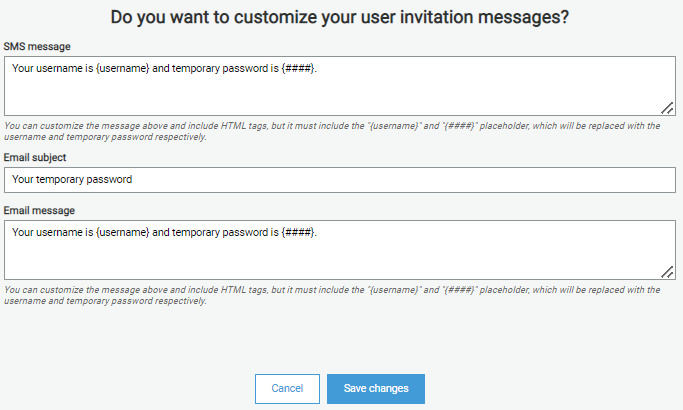 Do you want to customize your user invitation messages?
SMS message
Your username is {username} and temporary password is {####}.
You can customize the message above and include HTML tags, but it must include the "{username}" and "{####}" placeholder, which will be replaced with the
username and temporary password respectively.
Email subject
Your temporary password
Email message
Your username is {username} and temporary password is {####}.
You can customize the message above and include HTML tags, but it must include the "{username}" and "{####}" placeholder, which will be replaced with the
username and temporary password respectively.
Cancel
Save changes